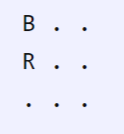 B . .
R . .
. . .